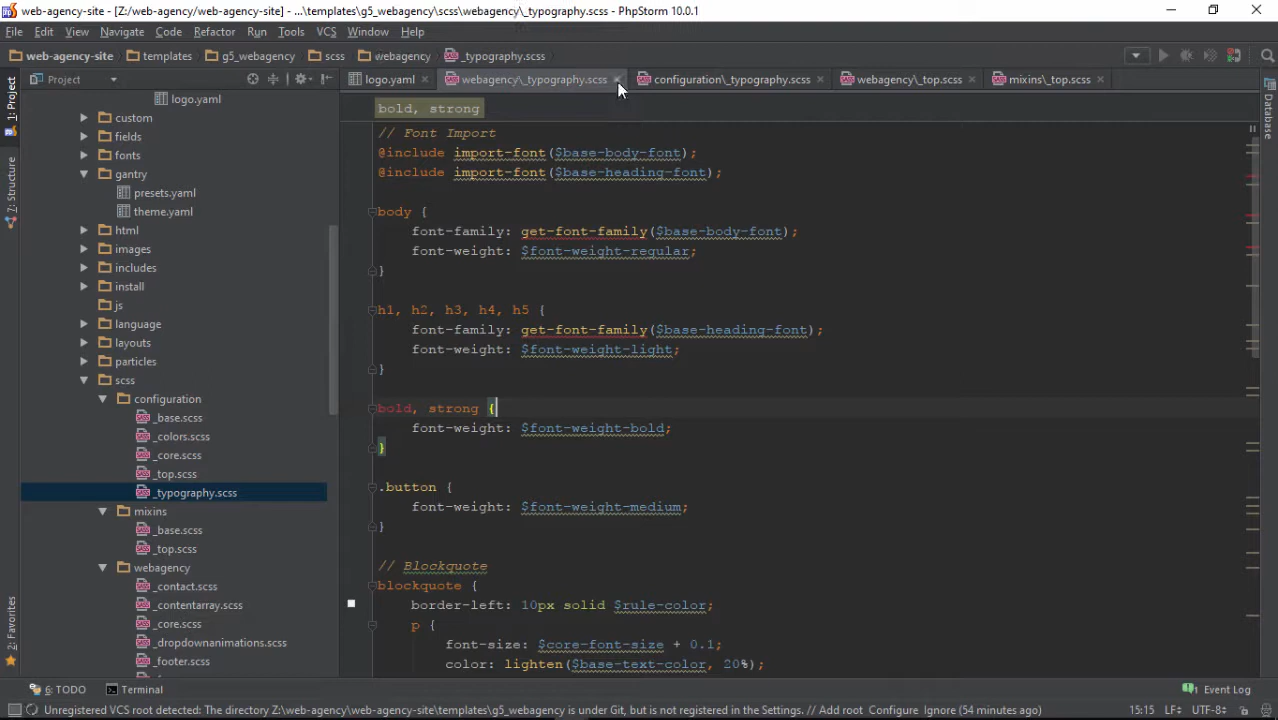 web-agency-site - [Z:/web-agency/web-agency-site] - ...\templates\g5_webagency\scss\webagency\_typography.scss - PhpStorm 10.0.1
File Edit View Navigate Code Refactor Run Tools VCS Window Help
web-agency-site templates g5_webagency scss webagency _typography.scss
1: Project
7: Structure
2: Favorites
Project
logo.yaml webagency\_typography.scss configuration\_typography.scss webagency\_top.scss mixins\_top.scss
Database
logo.yaml
custom
fields
fonts
gantry
presets.yaml
theme.yaml
html
images
includes
install
js
language
layouts
particles
scss
configuration
_base.scss
_colors.scss
_core.scss
_top.scss
_typography.scss
mixins
_base.scss
_top.scss
webagency
_contact.scss
_contentarray.scss
_core.scss
_dropdownanimations.scss
_footer.scss
bold, strong
// Font Import
@include import-font($base-body-font);
@include import-font($base-heading-font);
body {
font-family: get-font-family($base-body-font);
font-weight: $font-weight-regular;
}
h1, h2, h3, h4, h5 {
font-family: get-font-family($base-heading-font);
font-weight: $font-weight-light;
}
bold, strong {
font-weight: $font-weight-bold;
}
.button {
font-weight: $font-weight-medium;
}
// Blockquote
blockquote {
border-left: 10px solid $rule-color;
p {
font-size: $core-font-size + 0.1;
color: lighten($base-text-color, 20%);
6: TODO Terminal Event Log
Unregistered VCS root detected: The directory Z:\web-agency\web-agency-site\templates\g5_webagency is under Git, but is not registered in the Settings. // Add root Configure Ignore (54 minutes ago) 15:15 LF UTF-8